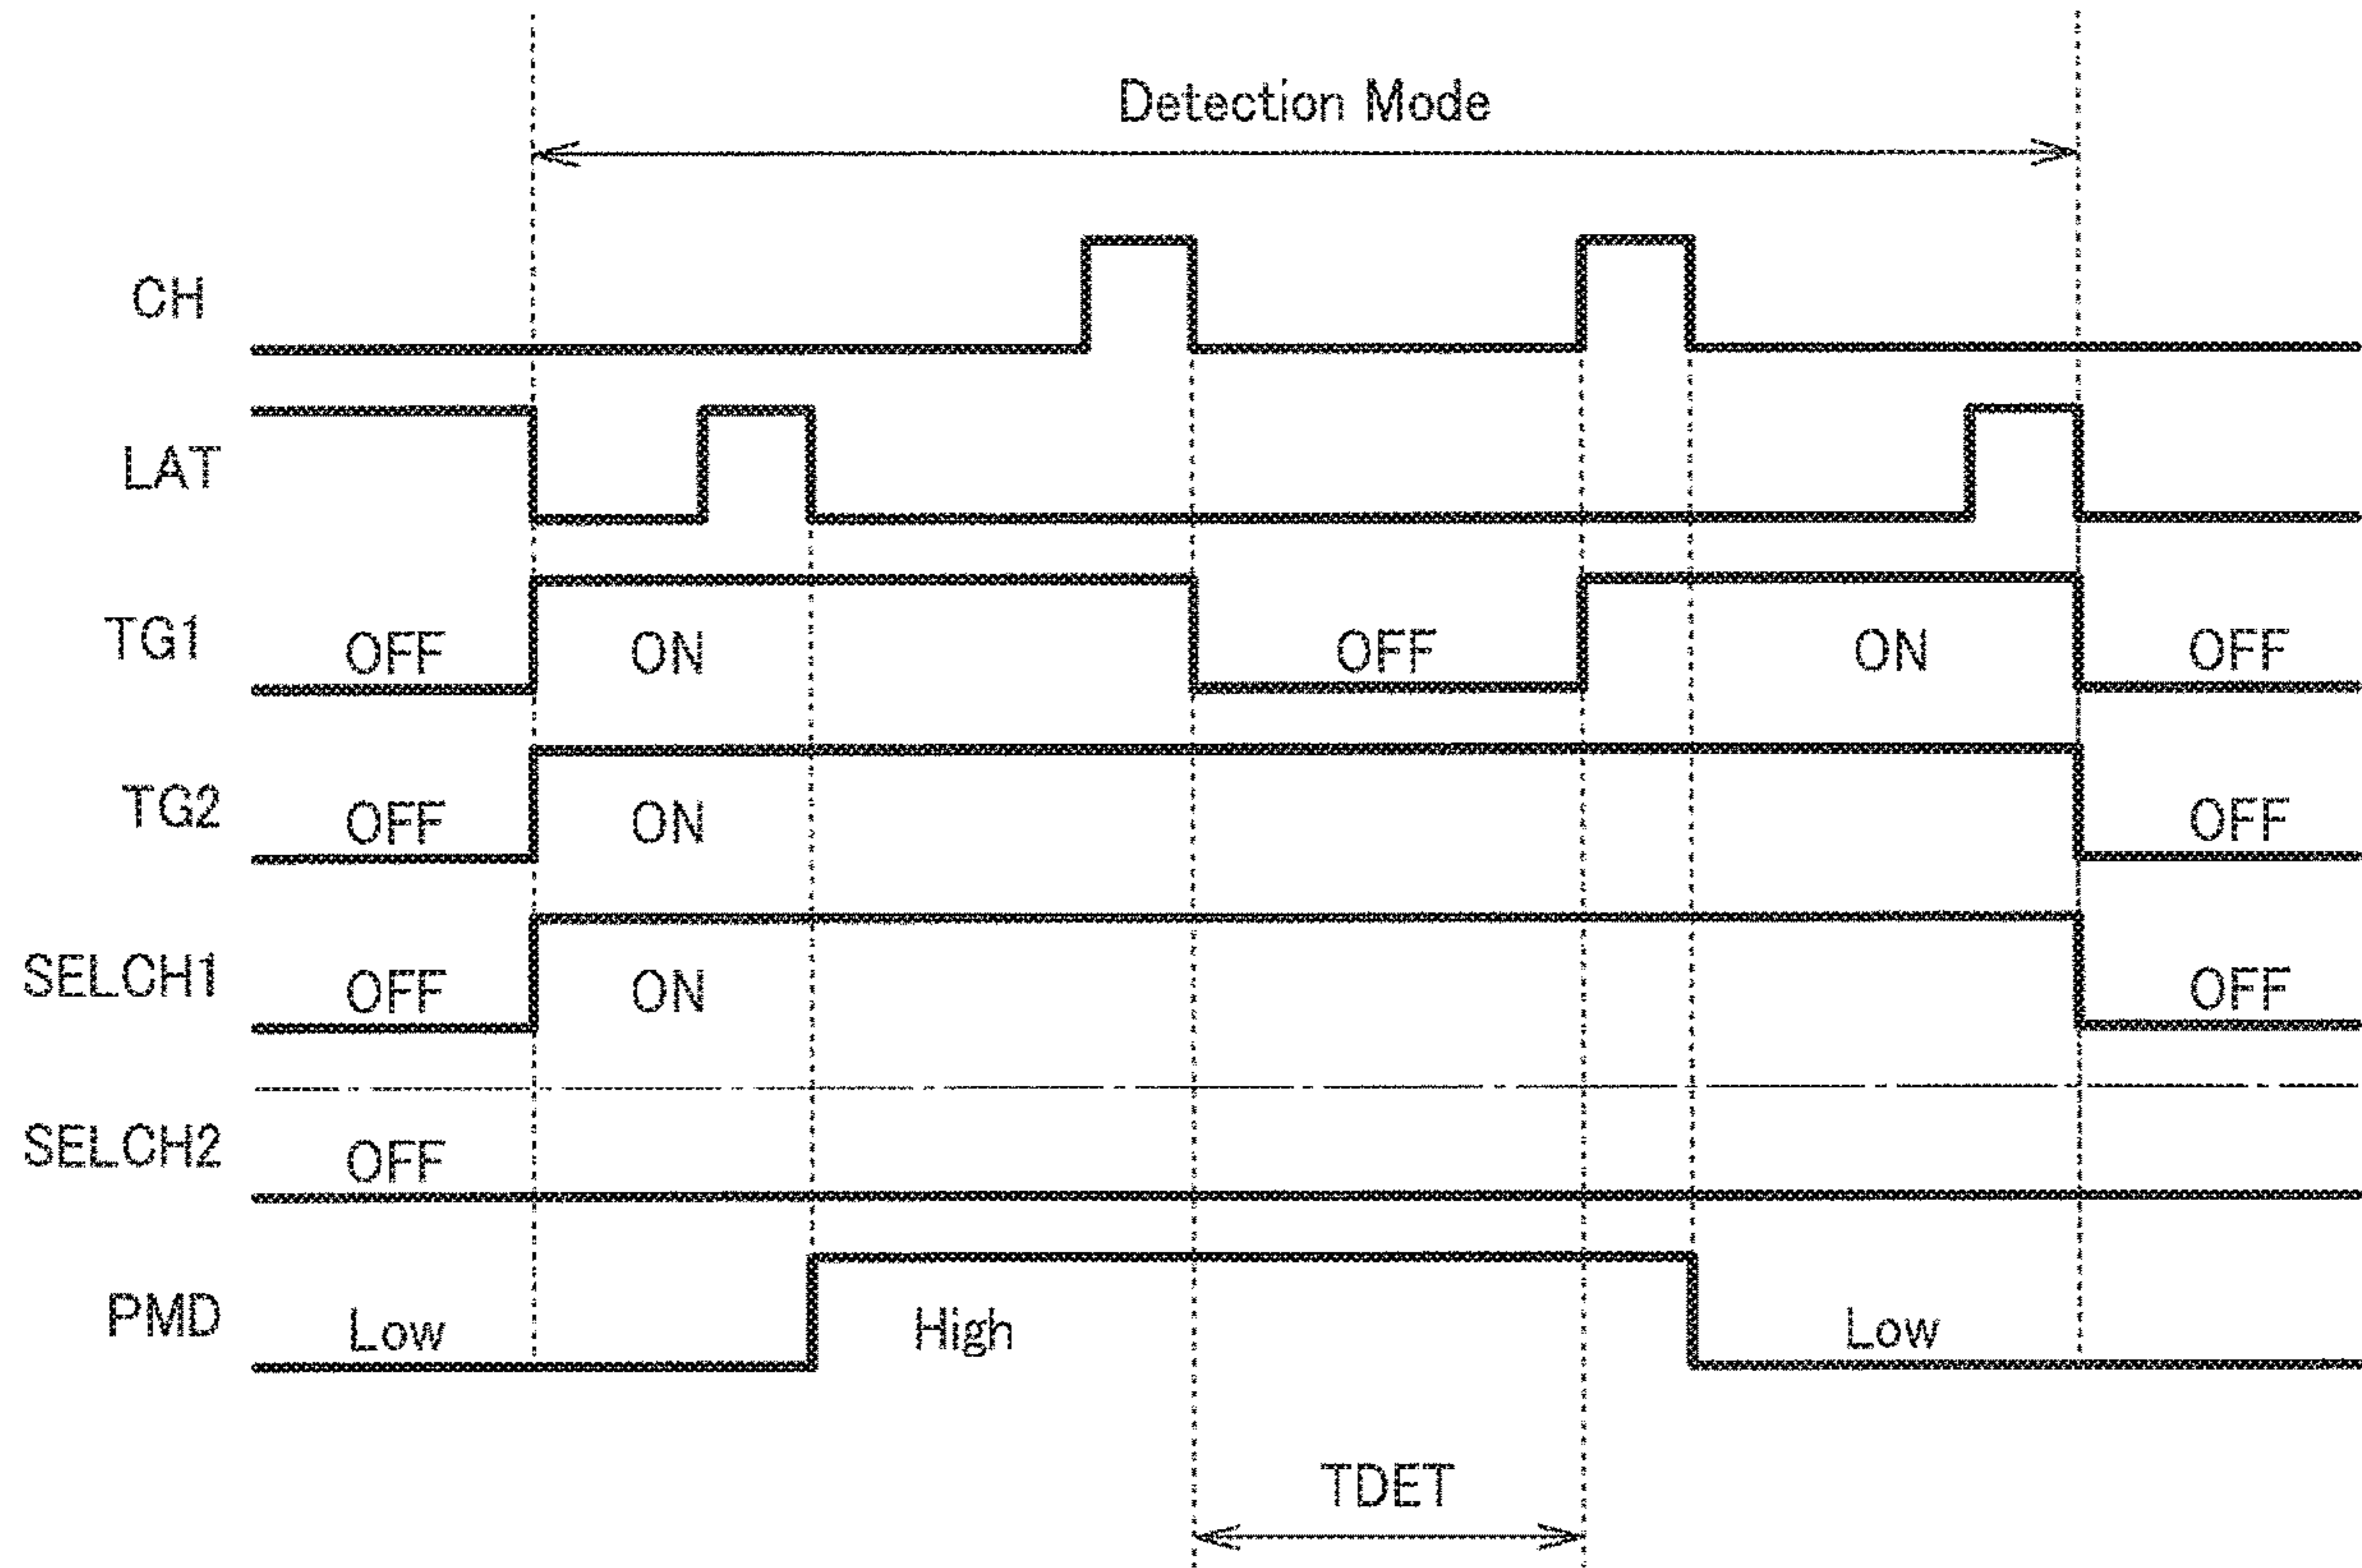 Detection Mode
CH
LAT
TG1 OFF ON OFF ON OFF
TG2 OFF ON OFF
SELCH1 OFF ON OFF
SELCH2 OFF
PMD Low High Low
TDET